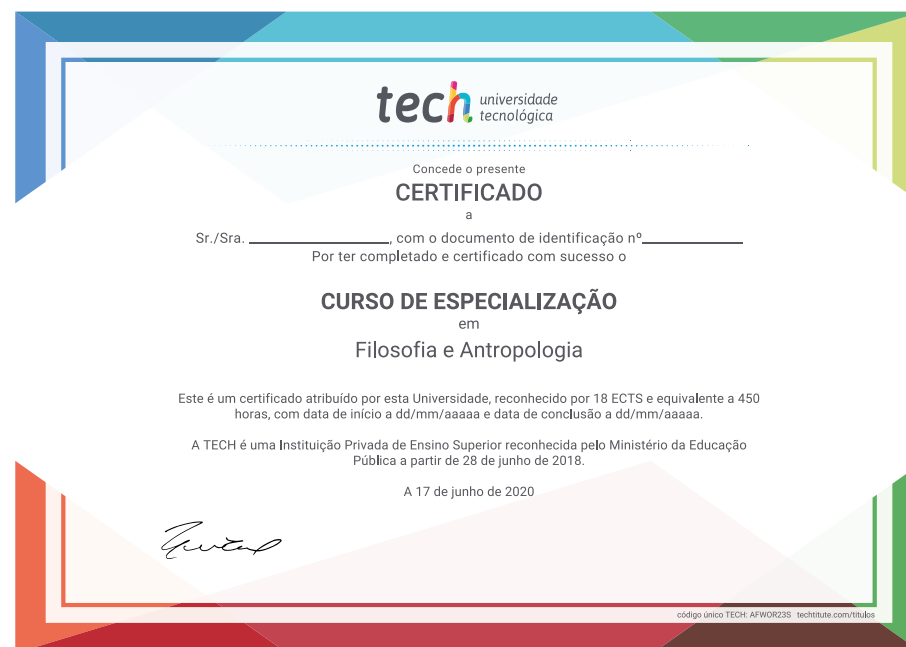 tech universidade
tecnológica
Concede o presente
CERTIFICADO
a
Sr./Sra. ____________________, com o documento de identificação nº______________
Por ter completado e certificado com sucesso o
CURSO DE ESPECIALIZAÇÃO
em
Filosofia e Antropologia
Este é um certificado atribuído por esta Universidade, reconhecido por 18 ECTS e equivalente a 450
horas, com data de início a dd/mm/aaaaa e data de conclusão a dd/mm/aaaaa.
A TECH é uma Instituição Privada de Ensino Superior reconhecida pelo Ministério da Educação
Pública a partir de 28 de junho de 2018.
A 17 de junho de 2020
código único TECH: AFWOR23S techtitute.com/titulos